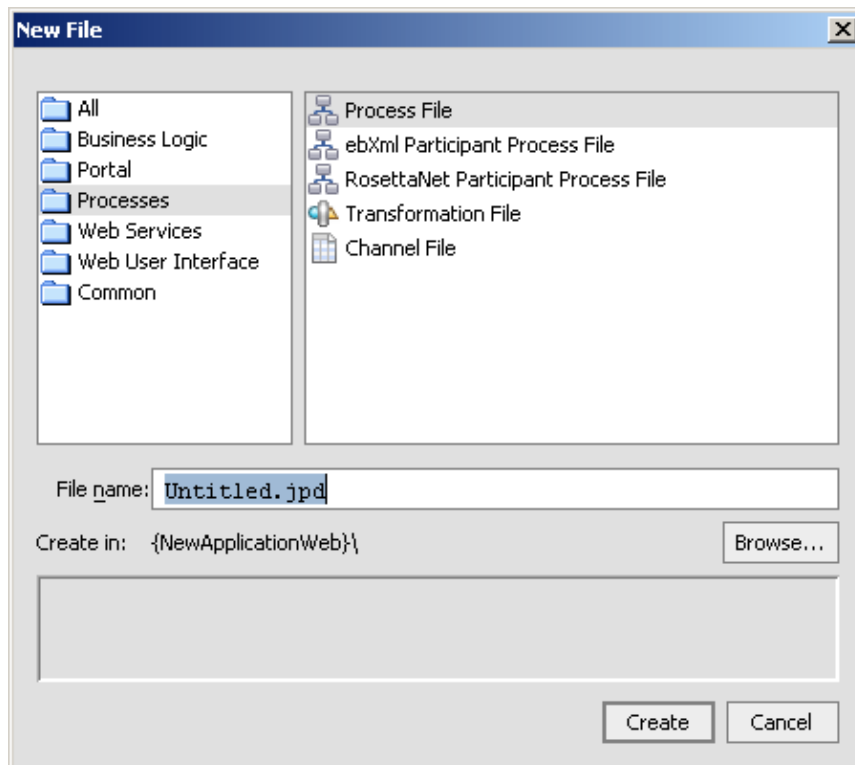 New File
All
Business Logic
Portal
Processes
Web Services
Web User Interface
Common
Process File
ebXml Participant Process File
RosettaNet Participant Process File
Transformation File
Channel File
File name: Untitled.jpd
Create in: {NewApplicationWeb}\
Browse...
Create Cancel